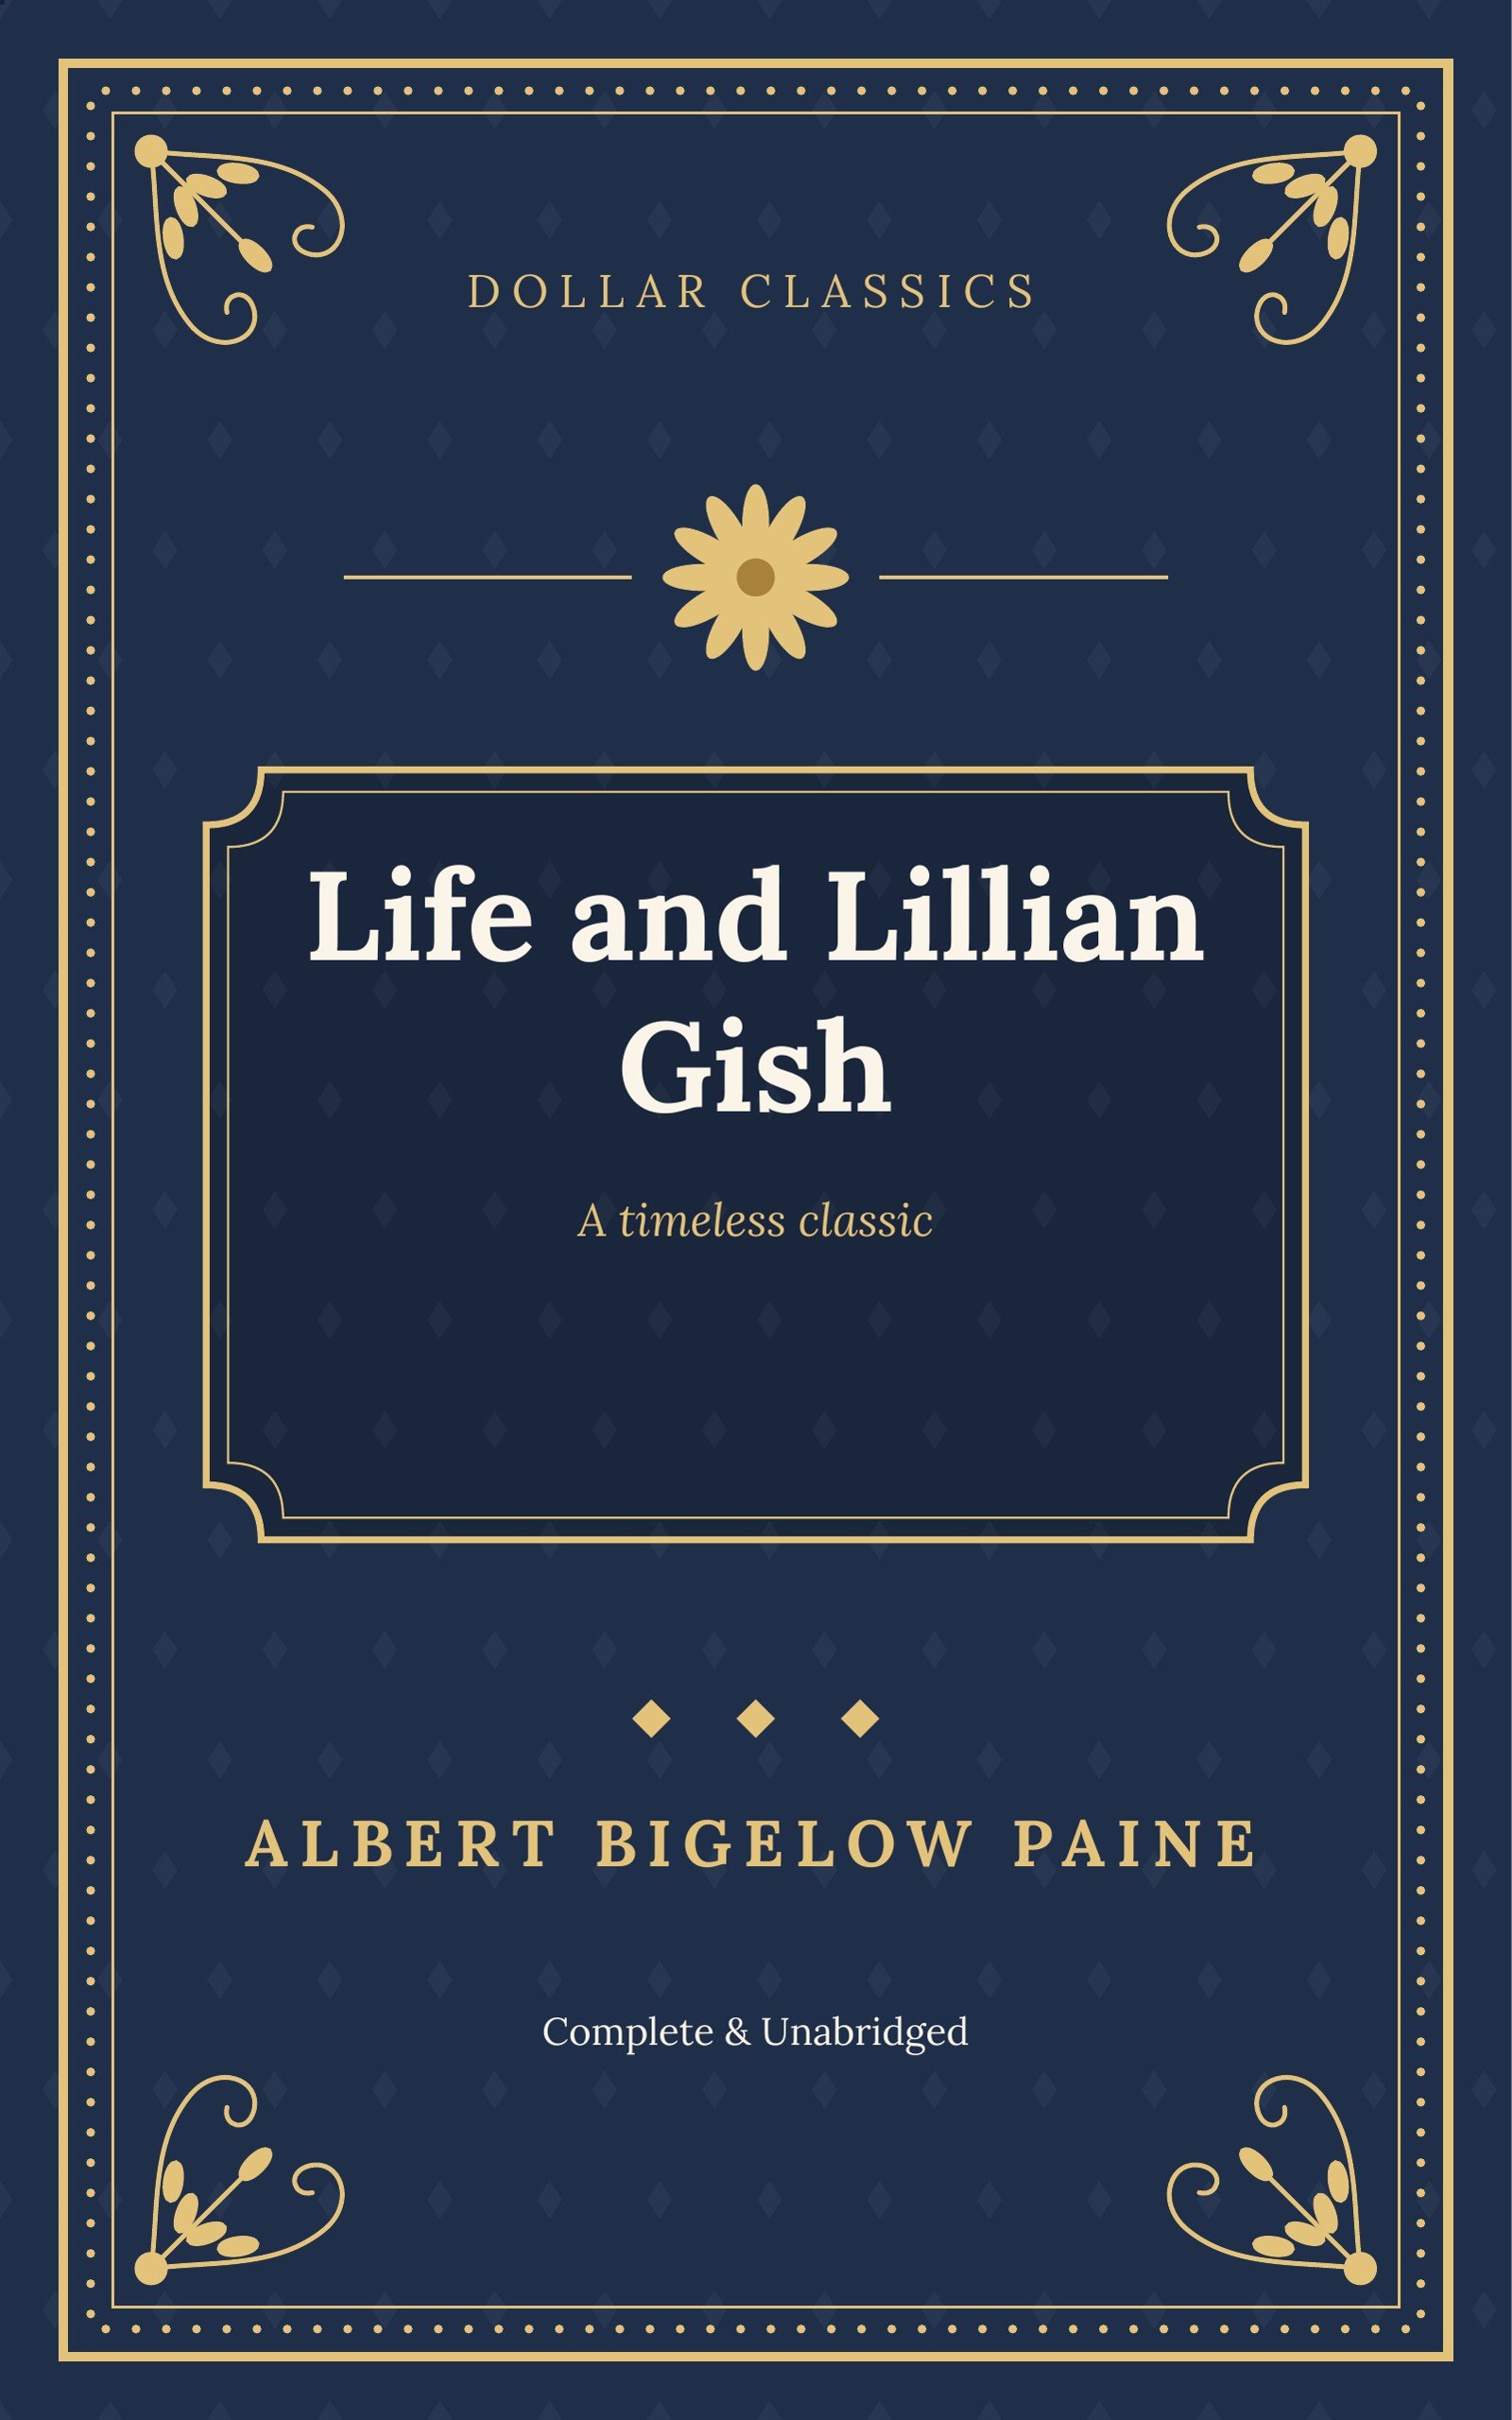 DOLLAR CLASSICS
Life and Lillian
Gish
A timeless classic
ALBERT BIGELOW PAINE
Complete & Unabridged